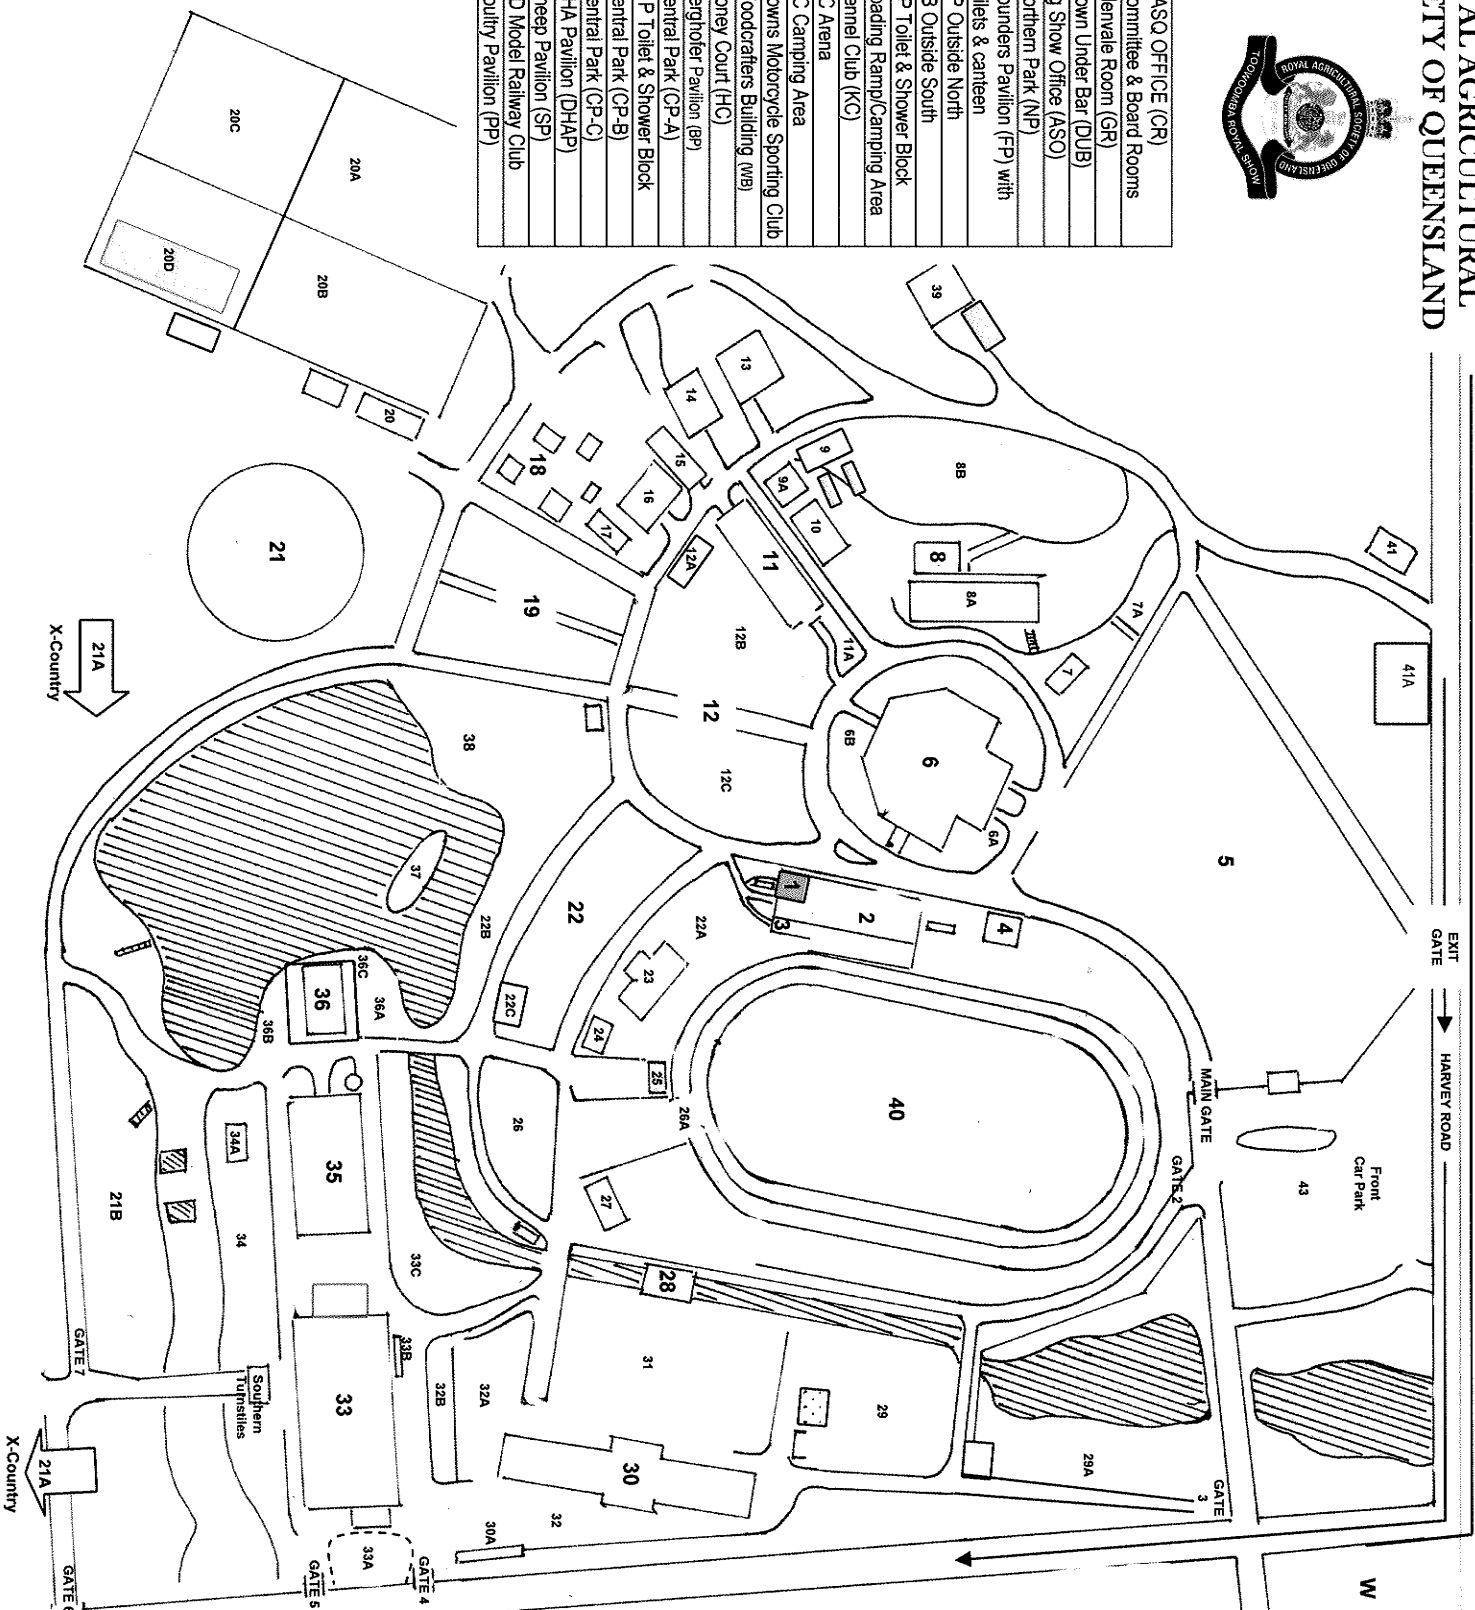 AL AGRICULTURAL
ETY OF QUEENSLAND
ROYAL AGRICULTURAL SOCIETY OF QUEENSLAND
TOOWOOMBA ROYAL SHOW
ASQ OFFICE (CR)
ommittee & Board Rooms
lenvale Room (GR)
own Under Bar (DUB)
g Show Office (ASO)
orthern Park (NP)
ounders Pavilion (FP) with
ilets & canteen
P Outside North
B Outside South
P Toilet & Shower Block
oading Ramp/Camping Area
ennel Club (KC)
C Arena
C Camping Area
owns Motorcycle Sporting Club
oodcrafters Building (WB)
oney Court (HC)
erghofer Pavilion (BP)
entral Park (CP-A)
P Toilet & Shower Block
entral Park (CP-B)
entral Park (CP-C)
HA Pavilion (DHAP)
heep Pavilion (SP)
D Model Railway Club
oultry Pavilion (PP)
EXIT
GATE
HARVEY ROAD
MAIN GATE
GATE 2
Front
Car Park
43
GATE
3
W
41
41A
5
39
8B
8
8A
7A
7
9
9A
10
11
11A
12A
12B
12
12C
13
14
15
16
17
18
19
6
6A
6B
1
2
3
4
40
20A
20B
20C
20D
20
21
21A
X-Country
38
37
22
22A
22B
22C
23
24
25
26
26A
27
28
29
29A
30
30A
31
32
32A
32B
33
33A
33B
33C
34
34A
35
36
36A
36B
36C
21B
Southern
Turnstiles
GATE 7
GATE 4
GATE 5
GATE 6
21A
X-Country